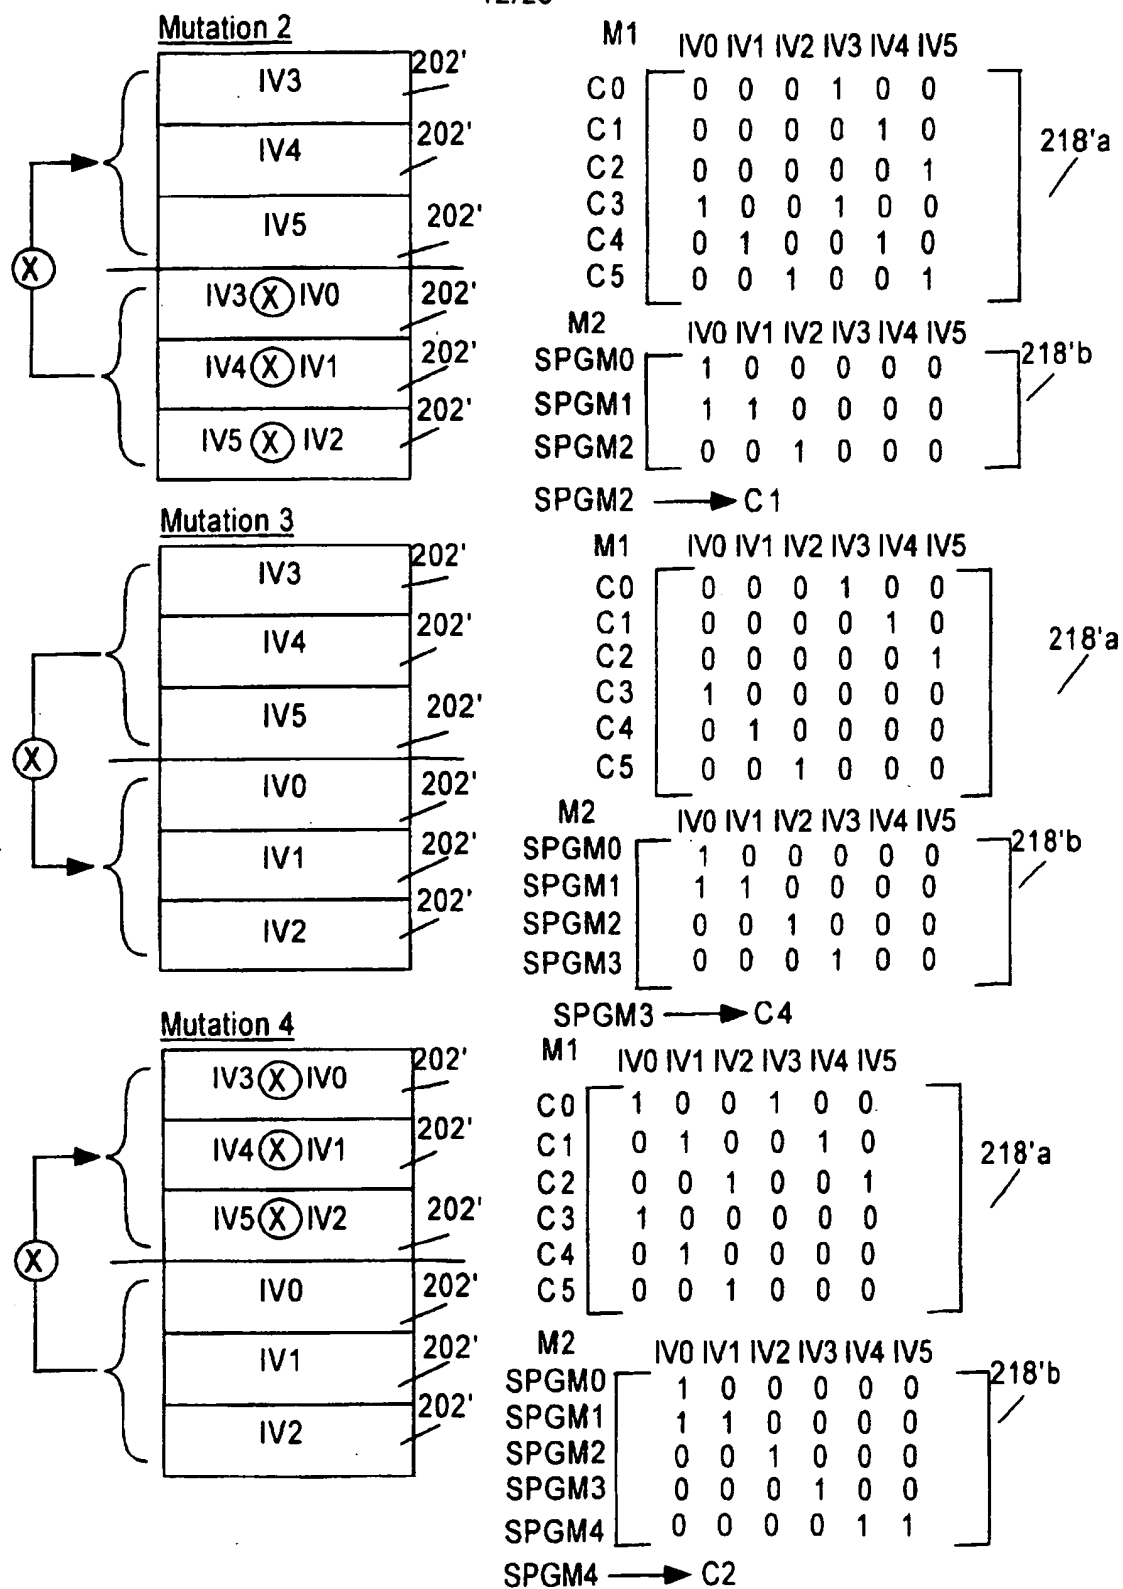 Mutation 2
IV3 202'
IV4 202'
IV5 202'
X
IV3 X IV0 202'
IV4 X IV1 202'
IV5 X IV2 202'
M1 IV0 IV1 IV2 IV3 IV4 IV5
C0 0 0 0 1 0 0
C1 0 0 0 0 1 0
C2 0 0 0 0 0 1
C3 1 0 0 1 0 0
C4 0 1 0 0 1 0
C5 0 0 1 0 0 1
218'a
M2 IV0 IV1 IV2 IV3 IV4 IV5
SPGM0 1 0 0 0 0 0
SPGM1 1 1 0 0 0 0
SPGM2 0 0 1 0 0 0
218'b
SPGM2 → C1
Mutation 3
IV3 202'
IV4 202'
IV5 202'
X
IV0 202'
IV1 202'
IV2 202'
M1 IV0 IV1 IV2 IV3 IV4 IV5
C0 0 0 0 1 0 0
C1 0 0 0 0 1 0
C2 0 0 0 0 0 1
C3 1 0 0 0 0 0
C4 0 1 0 0 0 0
C5 0 0 1 0 0 0
218'a
M2 IV0 IV1 IV2 IV3 IV4 IV5
SPGM0 1 0 0 0 0 0
SPGM1 1 1 0 0 0 0
SPGM2 0 0 1 0 0 0
SPGM3 0 0 0 1 0 0
218'b
SPGM3 → C4
Mutation 4
IV3 X IV0 202'
IV4 X IV1 202'
IV5 X IV2 202'
X
IV0 202'
IV1 202'
IV2 202'
M1 IV0 IV1 IV2 IV3 IV4 IV5
C0 1 0 0 1 0 0
C1 0 1 0 0 1 0
C2 0 0 1 0 0 1
C3 1 0 0 0 0 0
C4 0 1 0 0 0 0
C5 0 0 1 0 0 0
218'a
M2 IV0 IV1 IV2 IV3 IV4 IV5
SPGM0 1 0 0 0 0 0
SPGM1 1 1 0 0 0 0
SPGM2 0 0 1 0 0 0
SPGM3 0 0 0 1 0 0
SPGM4 0 0 0 0 1 1
218'b
SPGM4 → C2